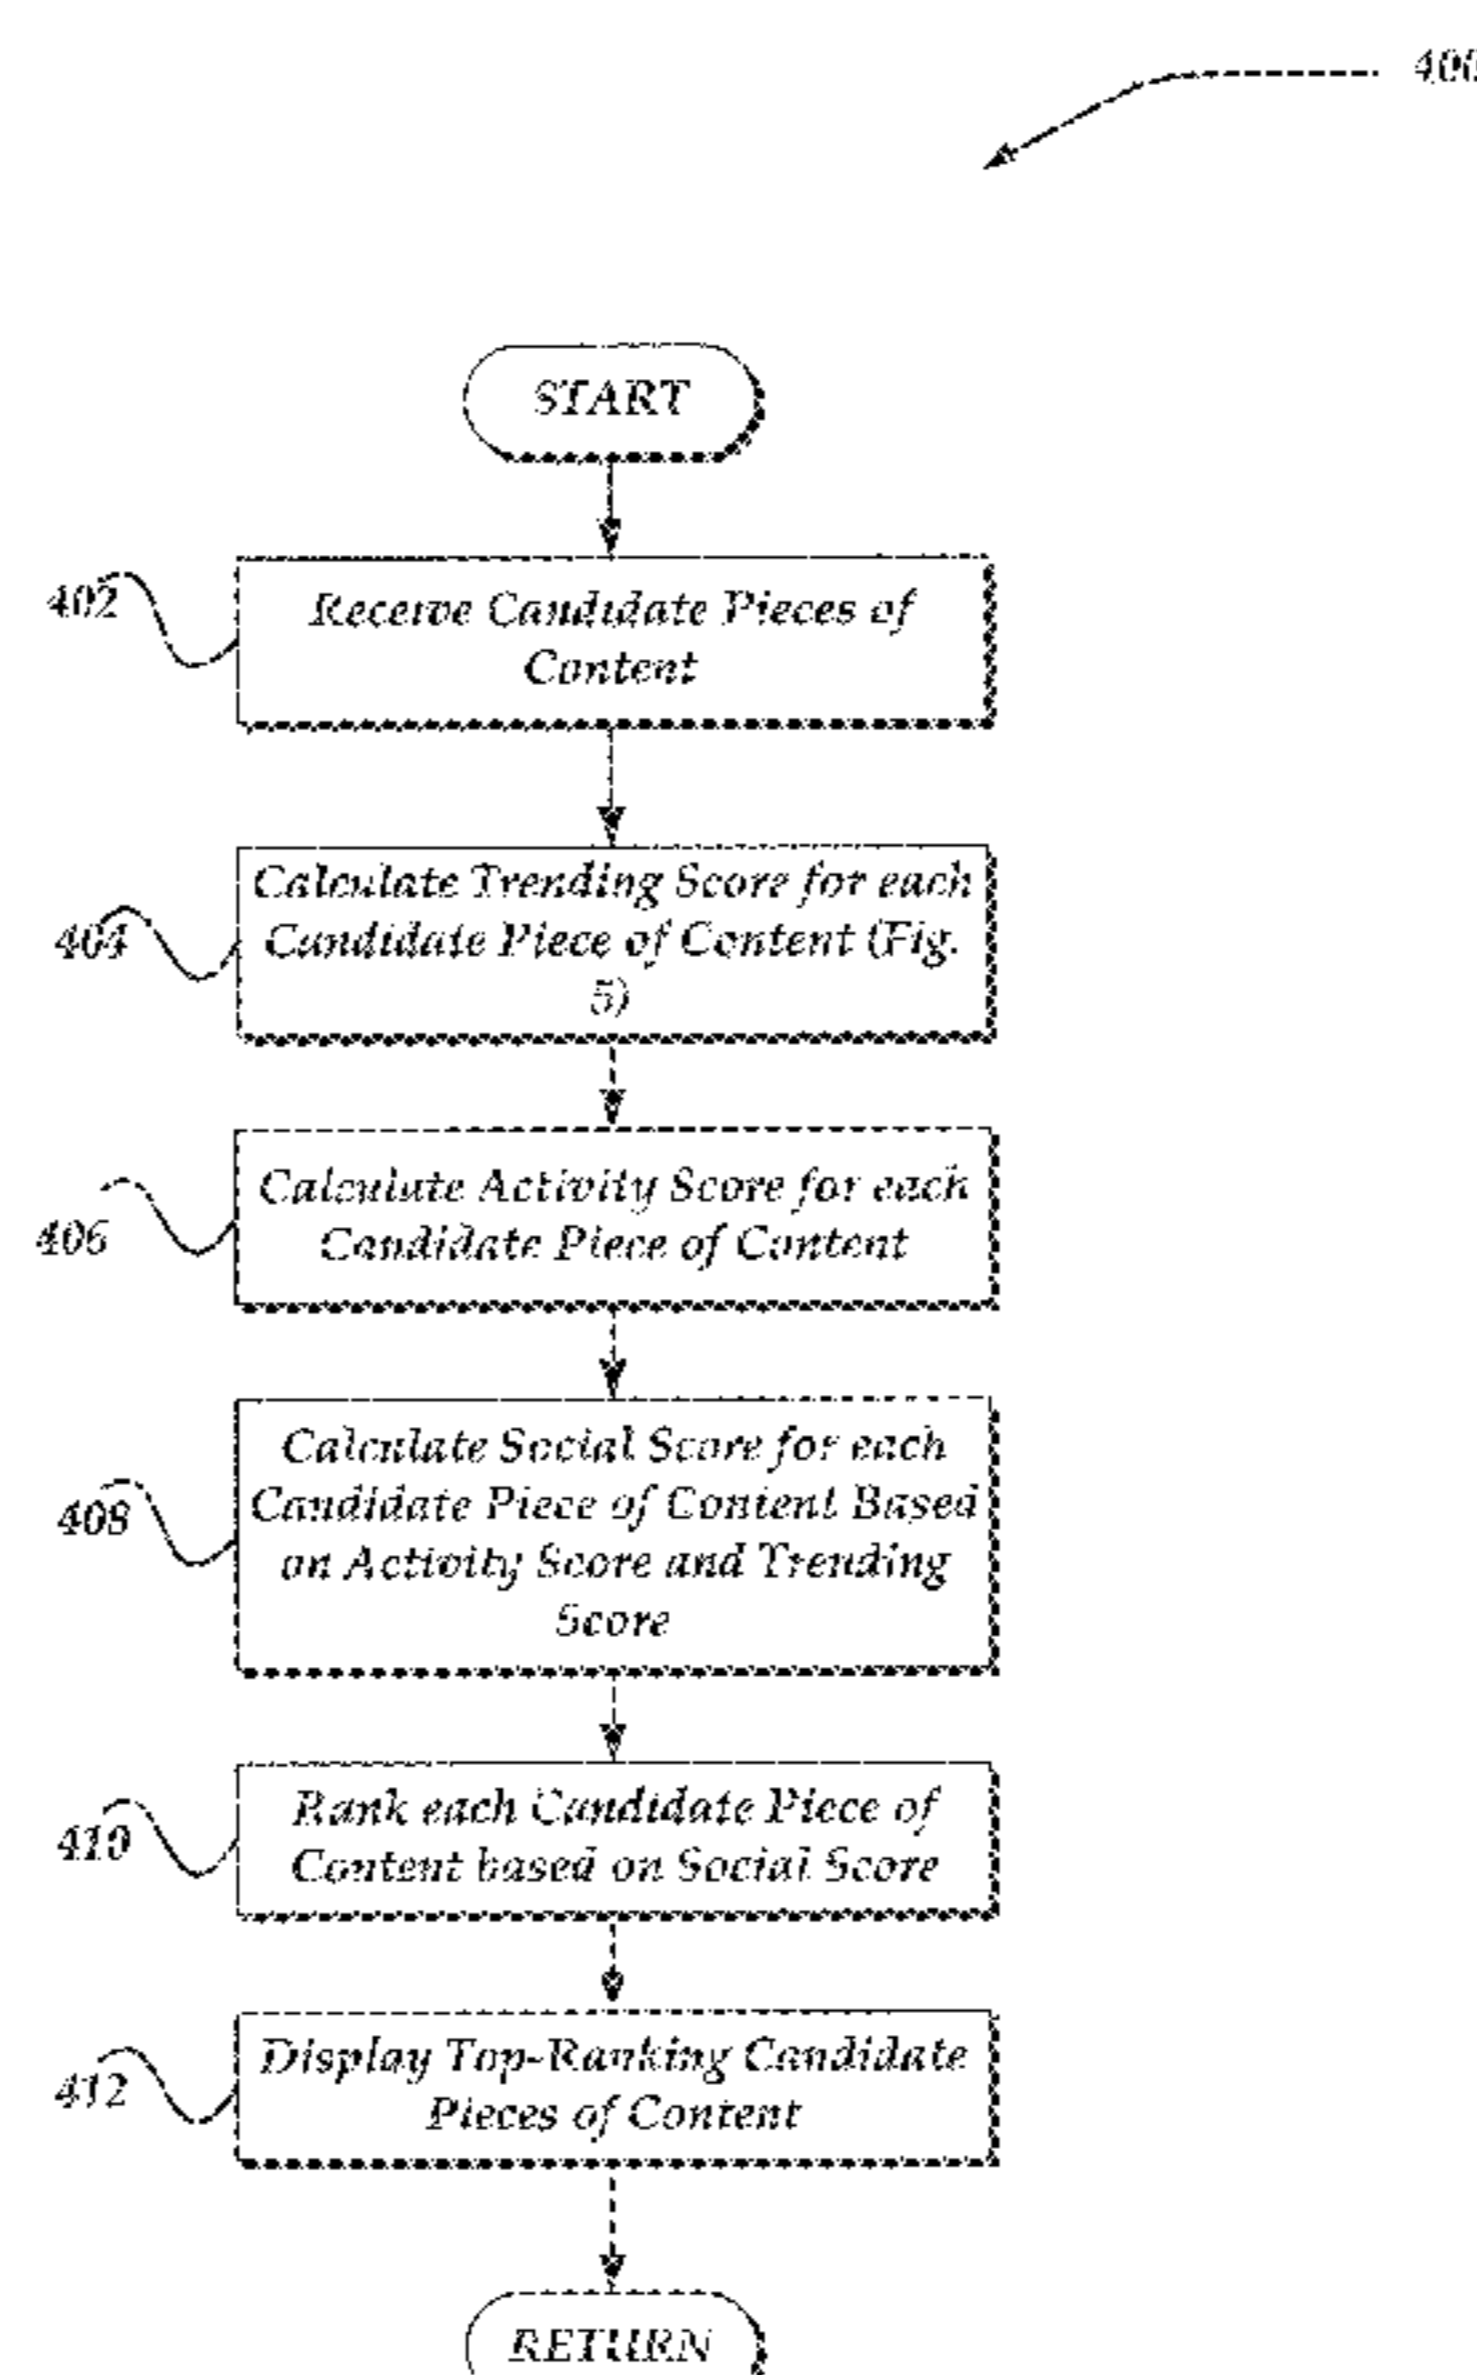 400
START
402
Receive Candidate Pieces of
Content
404
Calculate Trending Score for each
Candidate Piece of Content (Fig.
5)
406
Calculate Activity Score for each
Candidate Piece of Content
408
Calculate Social Score for each
Candidate Piece of Content Based
on Activity Score and Trending
Score
410
Rank each Candidate Piece of
Content based on Social Score
412
Display Top-Ranking Candidate
Pieces of Content
RETURN